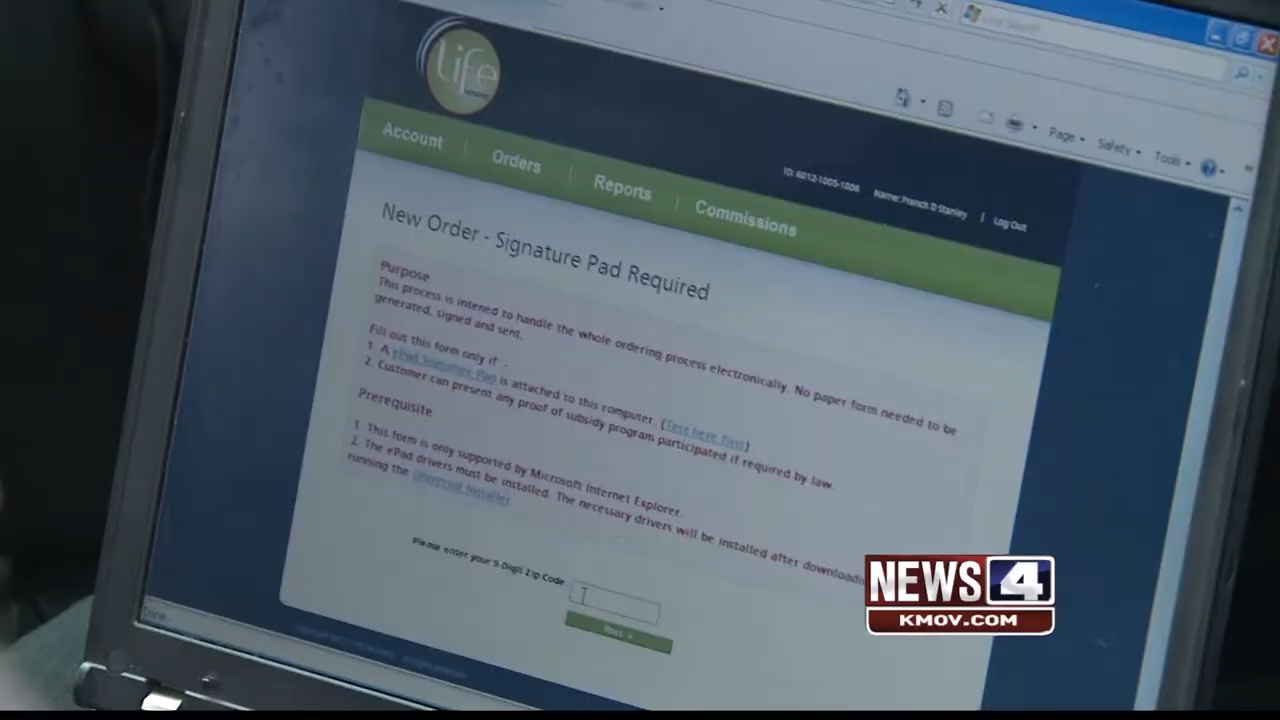 life
Page
Safety
Tools
Account
Orders
Reports
Commissions
ID: 6012-1005-1006 Name: Franch D Stanley | Log Out
New Order - Signature Pad Required
Purpose
This process is intened to handle the whole ordering process electronically. No paper form needed to be
generated, signed and sent.
Fill out this form only if ..
1. A ePad Signature Pad is attached to this computer. (Test here first)
2. Customer can present any proof of subsidy program participated if required by law.
Prerequisite
1. This form is only supported by Microsoft Internet Explorer.
2. The ePad drivers must be installed. The necessary drivers will be installed after downloadi
running the Universal Installer.
Please enter your 5-Digit Zip Code:
Next »
Done
NEWS 4
KMOV.COM